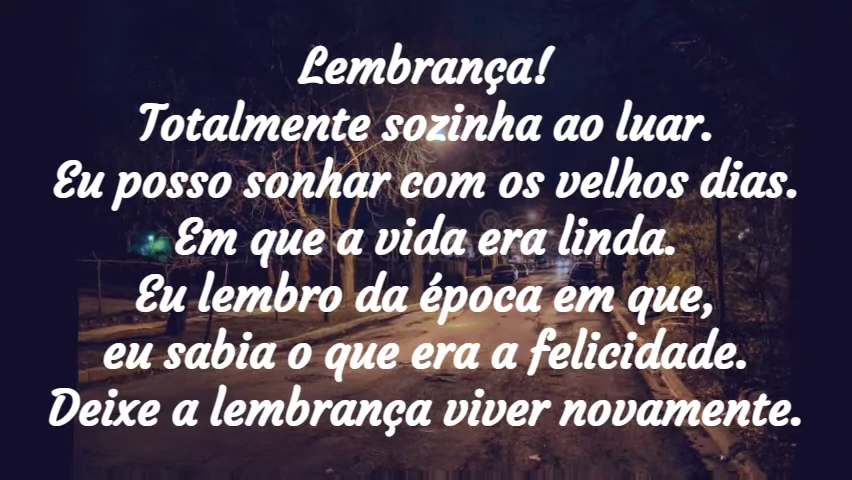 Lembrança!
Totalmente sozinha ao luar.
Eu posso sonhar com os velhos dias.
Em que a vida era linda.
Eu lembro da época em que,
eu sabia o que era a felicidade.
Deixe a lembrança viver novamente.